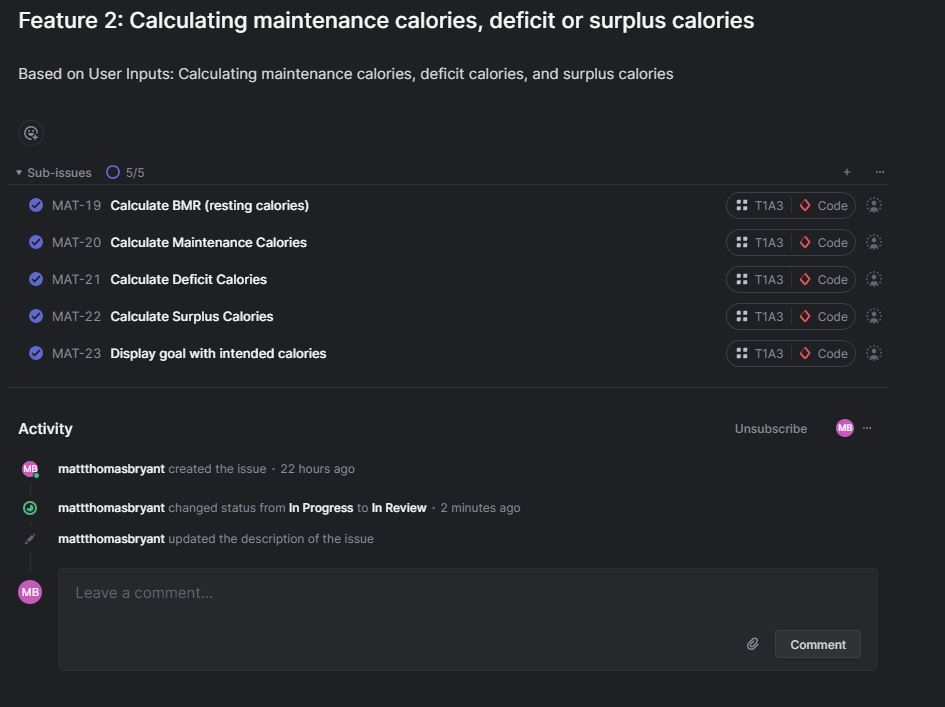 Feature 2: Calculating maintenance calories, deficit or surplus calories
Based on User Inputs: Calculating maintenance calories, deficit calories, and surplus calories
Sub-issues 5/5
MAT-19 Calculate BMR (resting calories) T1A3 Code
MAT-20 Calculate Maintenance Calories T1A3 Code
MAT-21 Calculate Deficit Calories T1A3 Code
MAT-22 Calculate Surplus Calories T1A3 Code
MAT-23 Display goal with intended calories T1A3 Code
Activity Unsubscribe MB
MB mattthomasbryant created the issue · 22 hours ago
mattthomasbryant changed status from In Progress to In Review · 2 minutes ago
mattthomasbryant updated the description of the issue
MB Leave a comment...
Comment